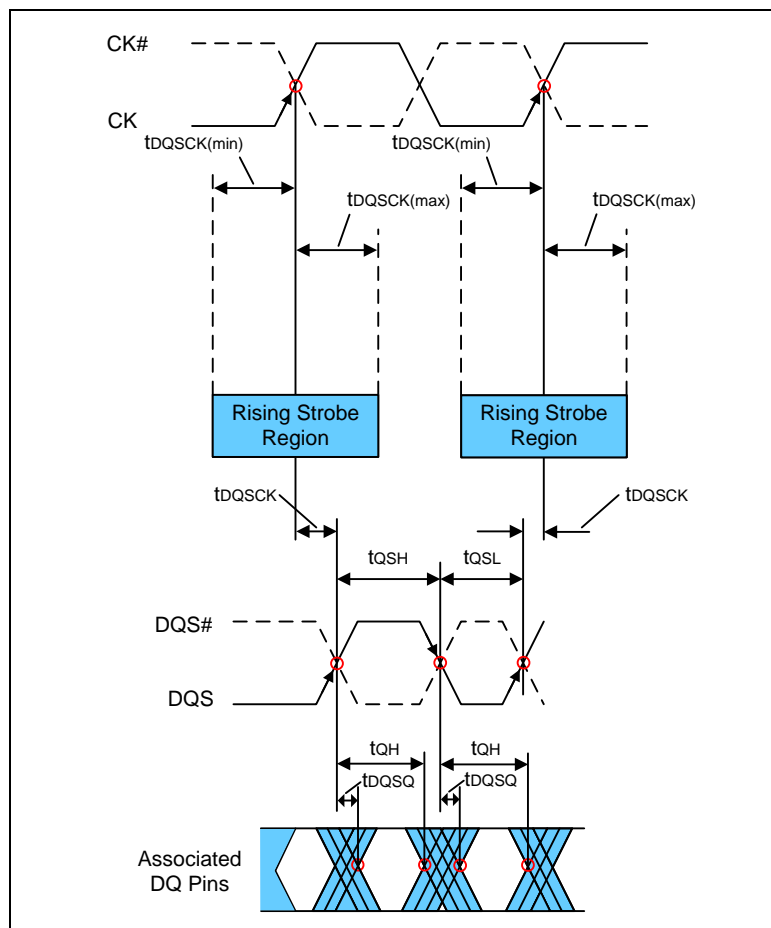 CK#
CK
tDQSCK(min)
tDQSCK(min)
tDQSCK(max)
tDQSCK(max)
Rising Strobe
Region
Rising Strobe
Region
tDQSCK
tDQSCK
tQSH
tQSL
DQS#
DQS
tQH
tQH
tDQSQ
tDQSQ
Associated
DQ Pins